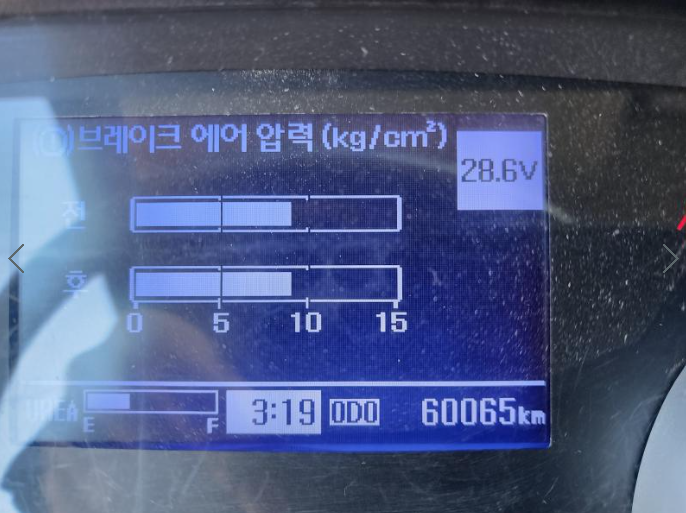 (①)브레이크 에어 압력 (kg/cm²)
28.6V
전
후
0 5 10 15
UREA E F 3:19 ODO 60065km